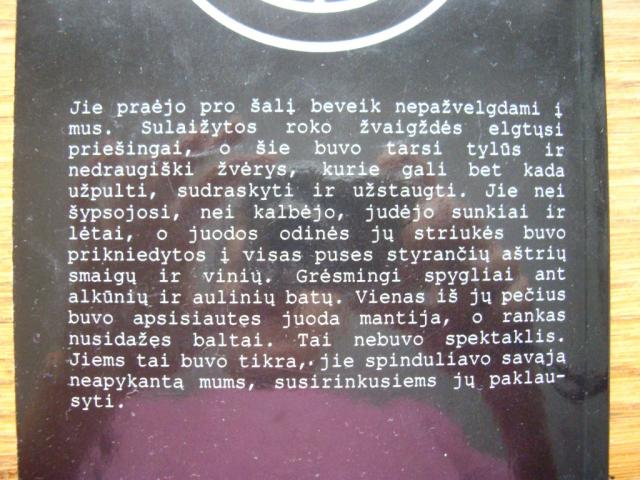 Jie praėjo pro šalį beveik nepažvelgdami į
mus. Sulaižytos roko žvaigždės elgtųsi
priešingai, o šie buvo tarsi tylūs ir
nedraugiški žvėrys, kurie gali bet kada
užpulti, sudraskyti ir užstaugti. Jie nei
šypsojosi, nei kalbėjo, judėjo sunkiai ir
lėtai, o juodos odinės jų striukės buvo
prikniedytos į visas puses styrančių aštrių
smaigų ir vinių. Grėsmingi spygliai ant
alkūnių ir aulinių batų. Vienas iš jų pečius
buvo apsisiautęs juoda mantija, o rankas
nusidažęs baltai. Tai nebuvo spektaklis.
Jiems tai buvo tikra, jie spinduliavo savąja
neapykantą mums, susirinkusiems jų paklau-
syti.